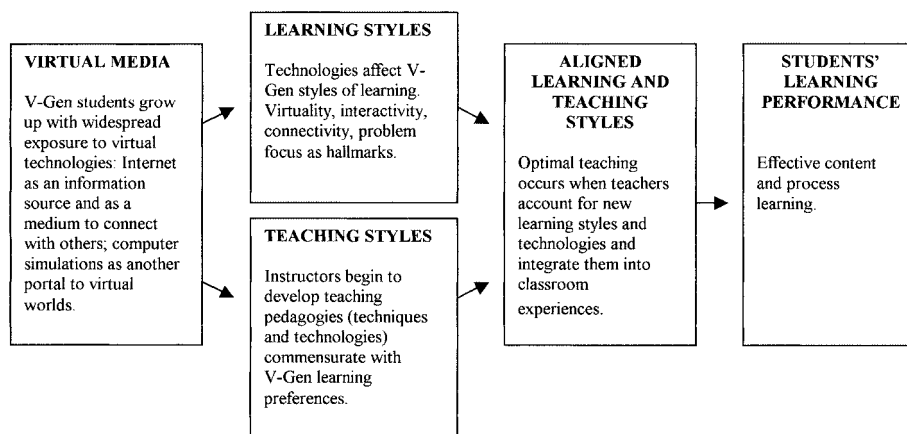 VIRTUAL MEDIA
V-Gen students grow
up with widespread
exposure to virtual
technologies: Internet
as an information
source and as a
medium to connect
with others; computer
simulations as another
portal to virtual
worlds.
LEARNING STYLES
Technologies affect V-
Gen styles of learning.
Virtuality, interactivity,
connectivity, problem
focus as hallmarks.
TEACHING STYLES
Instructors begin to
develop teaching
pedagogies (techniques
and technologies)
commensurate with
V-Gen learning
preferences.
ALIGNED
LEARNING AND
TEACHING
STYLES
Optimal teaching
occurs when teachers
account for new
learning styles and
technologies and
integrate them into
classroom
experiences.
STUDENTS'
LEARNING
PERFORMANCE
Effective content
and process
learning.